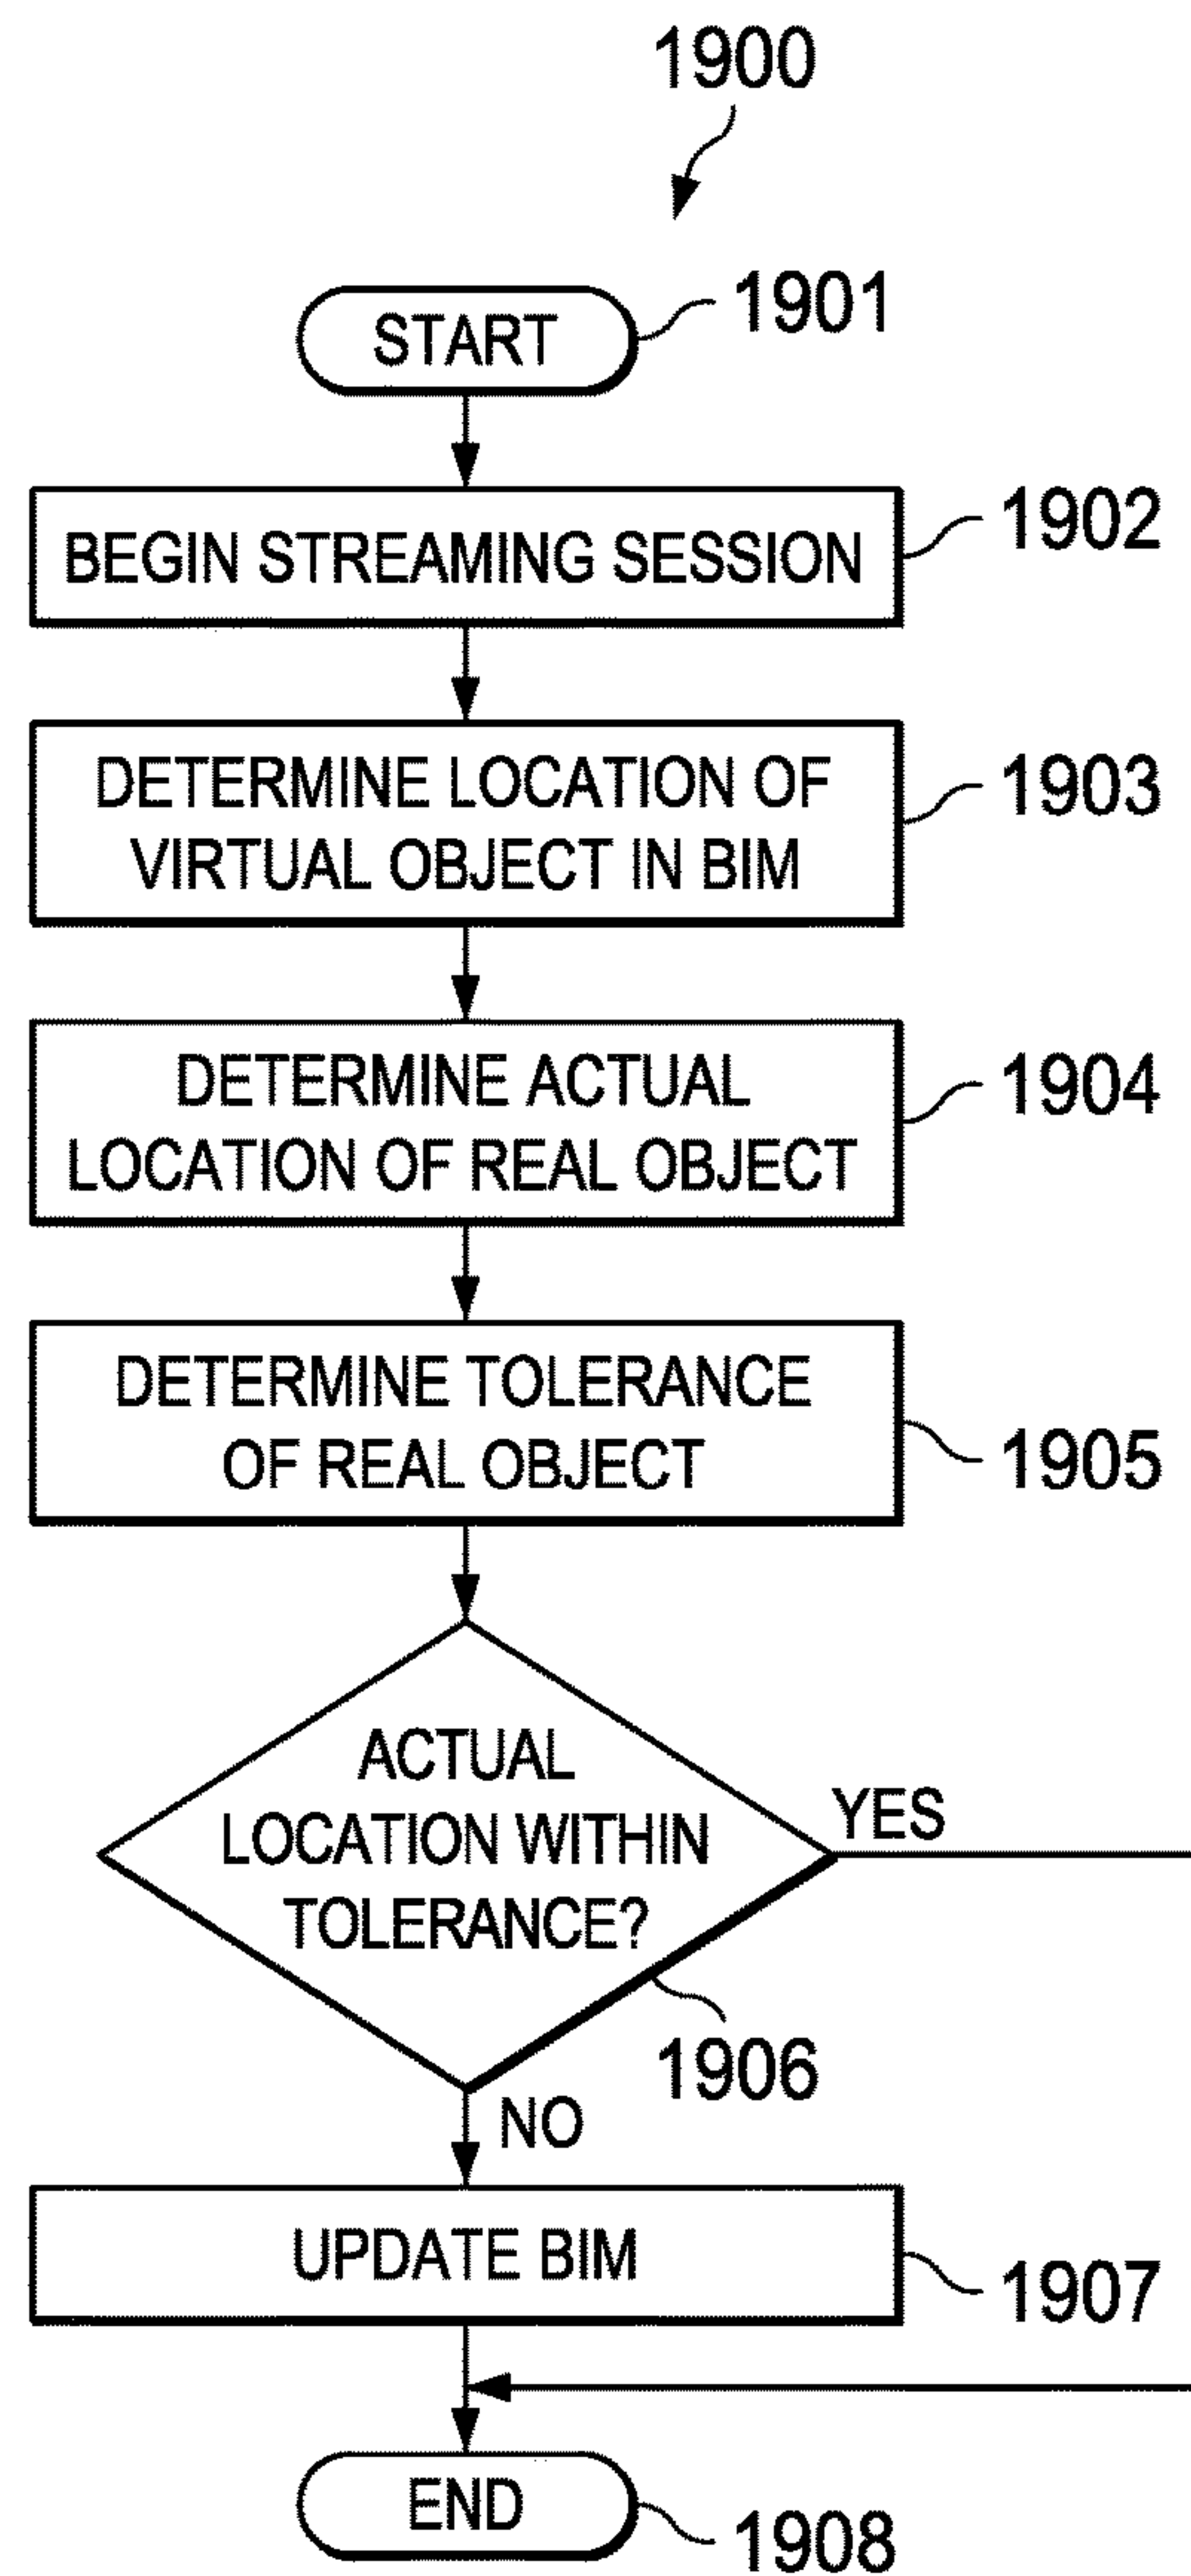 1900
START
1901
BEGIN STREAMING SESSION
1902
DETERMINE LOCATION OF
VIRTUAL OBJECT IN BIM
1903
DETERMINE ACTUAL
LOCATION OF REAL OBJECT
1904
DETERMINE TOLERANCE
OF REAL OBJECT
1905
ACTUAL
LOCATION WITHIN
TOLERANCE?
YES
1906
NO
UPDATE BIM
1907
END
1908